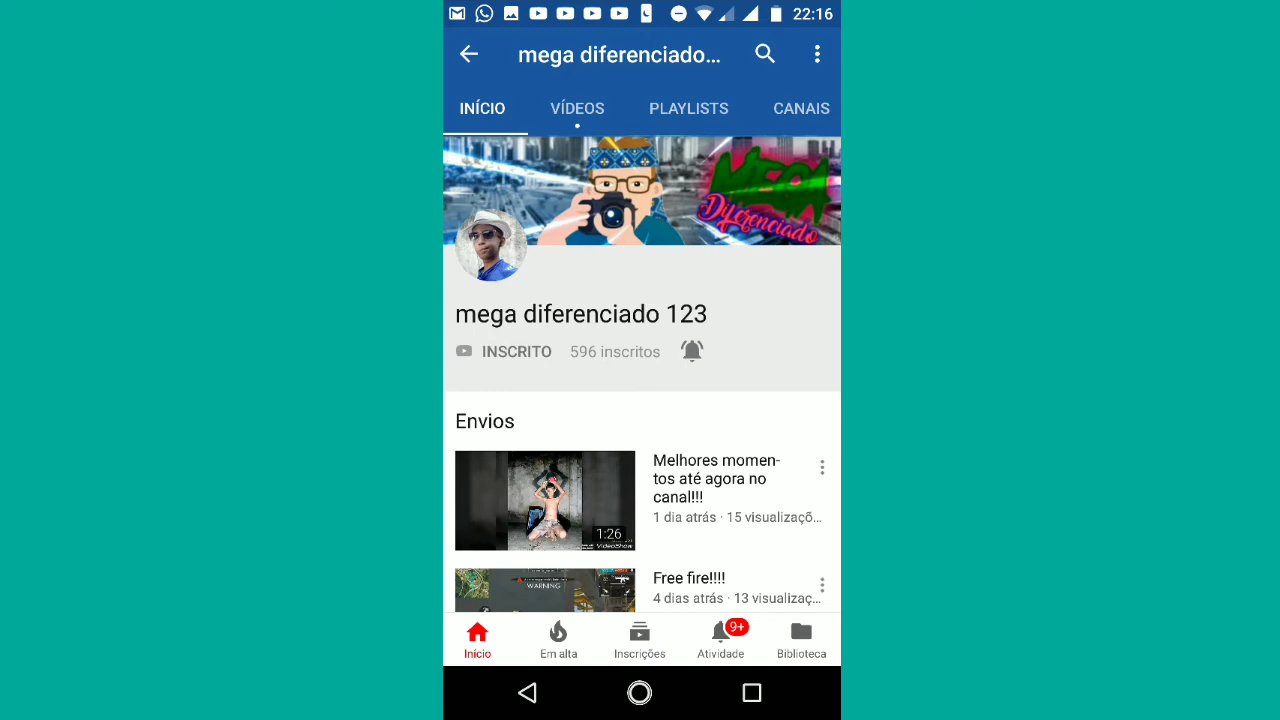 22:16
mega diferenciado...
INÍCIO VÍDEOS PLAYLISTS CANAIS
MEGA
Diferenciado
mega diferenciado 123
INSCRITO 596 inscritos
Envios
Melhores momen-
tos até agora no
canal!!!
1 dia atrás · 15 visualizaçõ...
1:26
VideoShow
Free fire!!!!
4 dias atrás · 13 visualizaç...
WARNING
9+
Início Em alta Inscrições Atividade Biblioteca